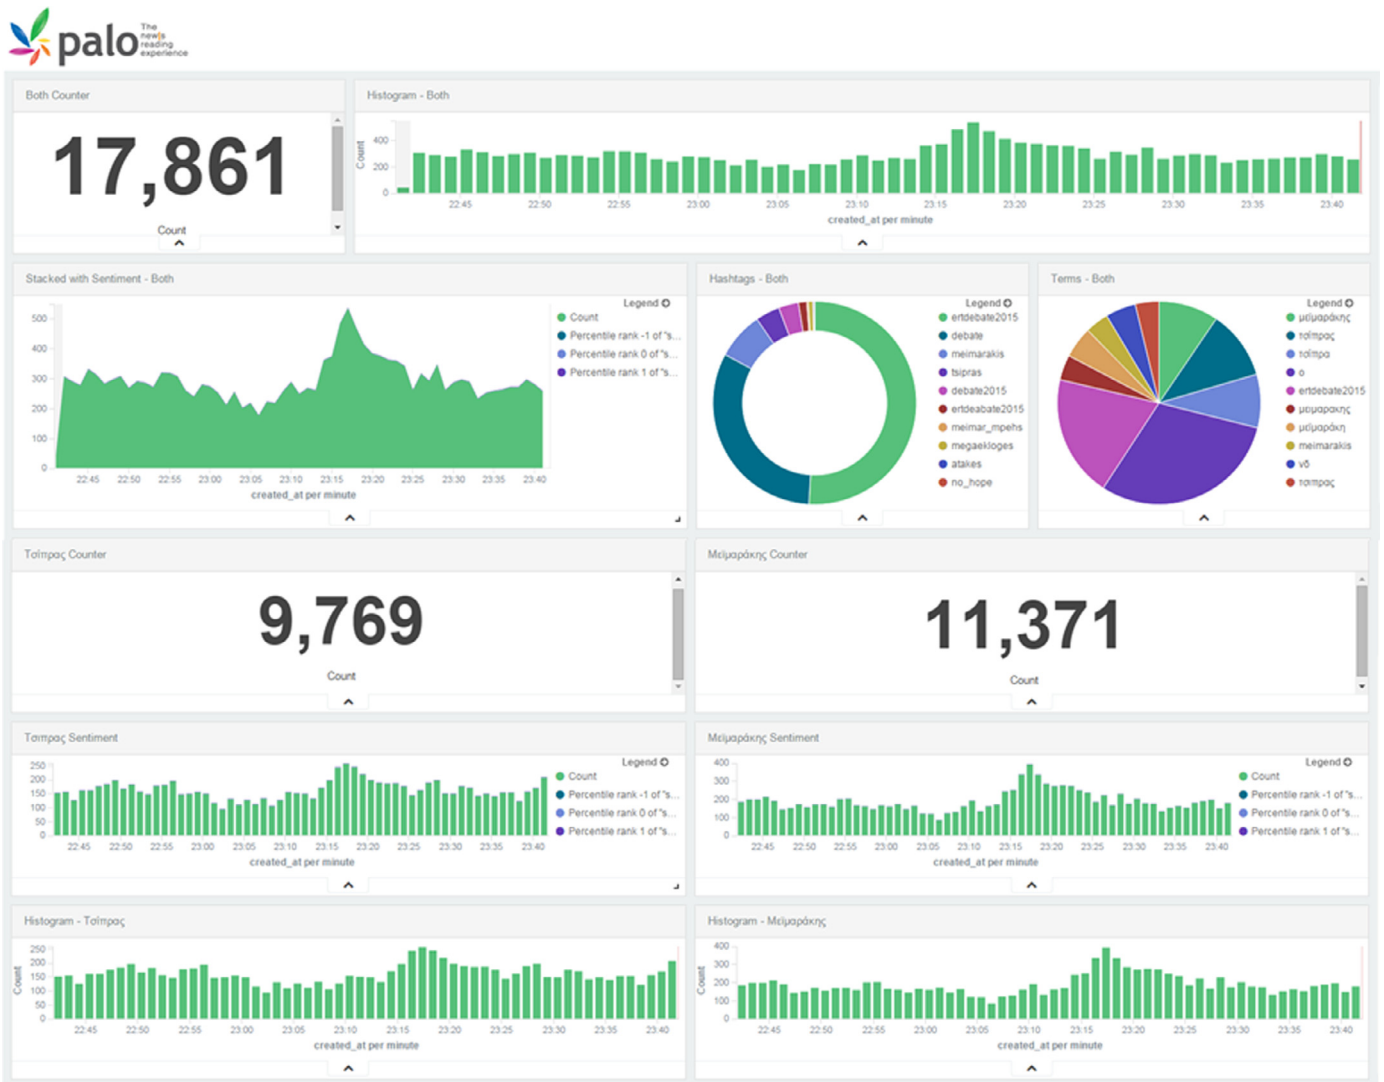 palo
The
new|s
reading
experience
Both Counter
17,861
Count
Histogram - Both
Count
400
200
0
22:45 22:50 22:55 23:00 23:05 23:10 23:15 23:20 23:25 23:30 23:35 23:40
created_at per minute
Stacked with Sentiment - Both
500
400
300
200
100
0
22:45 22:50 22:55 23:00 23:05 23:10 23:15 23:20 23:25 23:30 23:35 23:40
created_at per minute
Legend
Count
Percentile rank -1 of "s...
Percentile rank 0 of "s...
Percentile rank 1 of "s...
Hashtags - Both
Legend
ertdebate2015
debate
meimarakis
tsipras
debate2015
ertdeabate2015
meimar_mpehs
megaekloges
atakes
no_hope
Terms - Both
Legend
μεϊμαράκης
τσίπρας
τσίπρα
ο
ertdebate2015
μειμαρακης
μεϊμαράκη
meimarakis
νδ
τσιπρας
Τσίπρας Counter
9,769
Count
Μεϊμαράκης Counter
11,371
Count
Τσιπρας Sentiment
250
200
150
100
50
0
22:45 22:50 22:55 23:00 23:05 23:10 23:15 23:20 23:25 23:30 23:35 23:40
created_at per minute
Legend
Count
Percentile rank -1 of "s...
Percentile rank 0 of "s...
Percentile rank 1 of "s...
Μεϊμαράκης Sentiment
400
300
200
100
0
22:45 22:50 22:55 23:00 23:05 23:10 23:15 23:20 23:25 23:30 23:35 23:40
created_at per minute
Legend
Count
Percentile rank -1 of "s...
Percentile rank 0 of "s...
Percentile rank 1 of "s...
Histogram - Τσίπρας
Count
250
200
150
100
50
0
22:45 22:50 22:55 23:00 23:05 23:10 23:15 23:20 23:25 23:30 23:35 23:40
created_at per minute
Histogram - Μεϊμαράκης
Count
400
300
200
100
0
22:45 22:50 22:55 23:00 23:05 23:10 23:15 23:20 23:25 23:30 23:35 23:40
created_at per minute